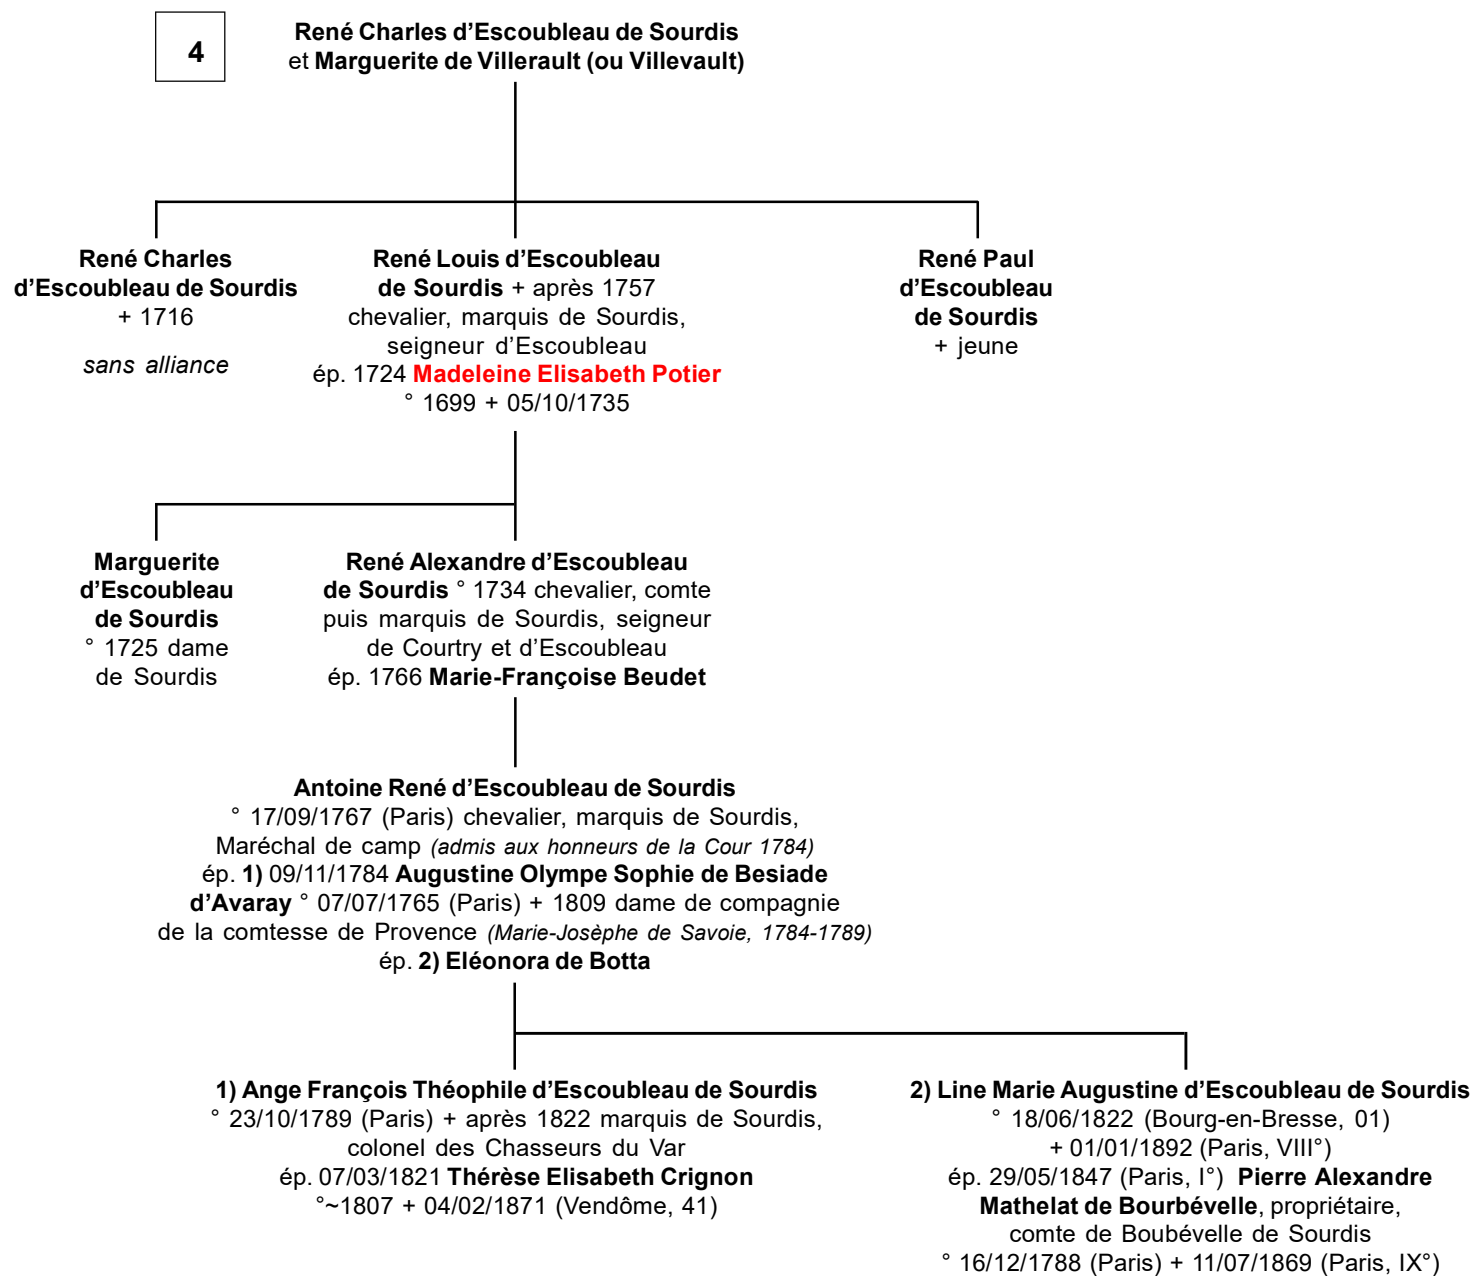 4
René Charles d’Escoubleau de Sourdis
et Marguerite de Villerault (ou Villevault)
René Charles
d’Escoubleau de Sourdis
+ 1716
sans alliance
René Louis d’Escoubleau
de Sourdis + après 1757
chevalier, marquis de Sourdis,
seigneur d’Escoubleau
ép. 1724 Madeleine Elisabeth Potier
° 1699 + 05/10/1735
René Paul
d’Escoubleau
de Sourdis
+ jeune
Marguerite
d’Escoubleau
de Sourdis
° 1725 dame
de Sourdis
René Alexandre d’Escoubleau
de Sourdis ° 1734 chevalier, comte
puis marquis de Sourdis, seigneur
de Courtry et d’Escoubleau
ép. 1766 Marie-Françoise Beudet
Antoine René d’Escoubleau de Sourdis
° 17/09/1767 (Paris) chevalier, marquis de Sourdis,
Maréchal de camp (admis aux honneurs de la Cour 1784)
ép. 1) 09/11/1784 Augustine Olympe Sophie de Besiade
d’Avaray ° 07/07/1765 (Paris) + 1809 dame de compagnie
de la comtesse de Provence (Marie-Josèphe de Savoie, 1784-1789)
ép. 2) Eléonora de Botta
1) Ange François Théophile d’Escoubleau de Sourdis
° 23/10/1789 (Paris) + après 1822 marquis de Sourdis,
colonel des Chasseurs du Var
ép. 07/03/1821 Thérèse Elisabeth Crignon
°~1807 + 04/02/1871 (Vendôme, 41)
2) Line Marie Augustine d’Escoubleau de Sourdis
° 18/06/1822 (Bourg-en-Bresse, 01)
+ 01/01/1892 (Paris, VIII°)
ép. 29/05/1847 (Paris, I°) Pierre Alexandre
Mathelat de Bourbévelle, propriétaire,
comte de Boubévelle de Sourdis
° 16/12/1788 (Paris) + 11/07/1869 (Paris, IX°)